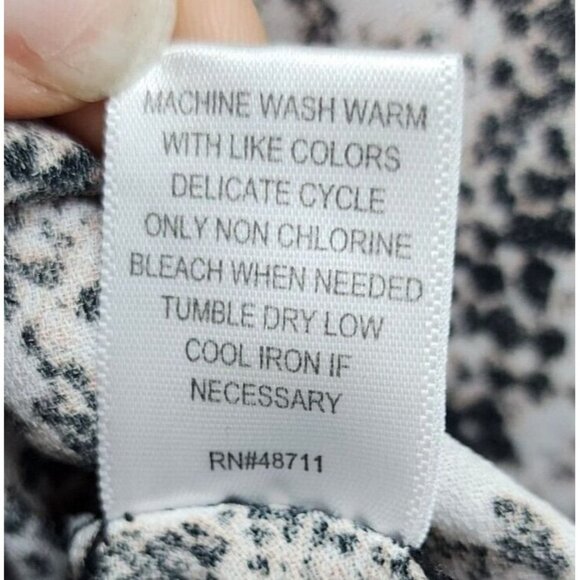 MACHINE WASH WARM
WITH LIKE COLORS
DELICATE CYCLE
ONLY NON CHLORINE
BLEACH WHEN NEEDED
TUMBLE DRY LOW
COOL IRON IF
NECESSARY
RN#48711